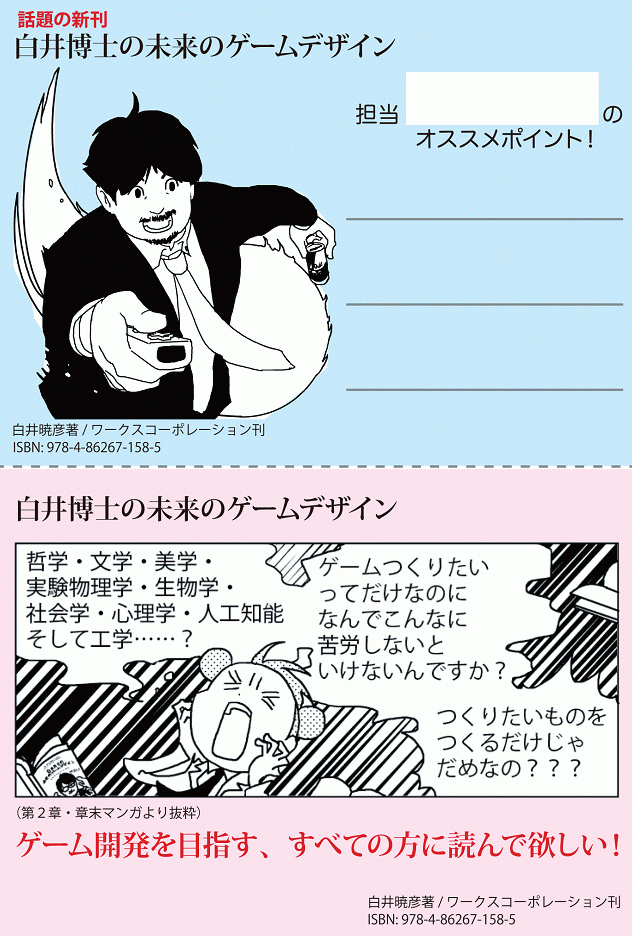 話題の新刊
白井博士の未来のゲームデザイン
担当 の
オススメポイント!
白井暁彦著 / ワークスコーポレーション刊
ISBN: 978-4-86267-158-5
白井博士の未来のゲームデザイン
哲学・文学・美学・
実験物理学・生物学・
社会学・心理学・人工知能
そして工学……?
ゲームつくりたい
ってだけなのに
なんでこんなに
苦労しないと
いけないんですか?
つくりたいものを
つくるだけじゃ
だめなの???
(第2章・章末マンガより抜粋)
ゲーム開発を目指す、すべての方に読んで欲しい!
白井暁彦著 / ワークスコーポレーション刊
ISBN: 978-4-86267-158-5